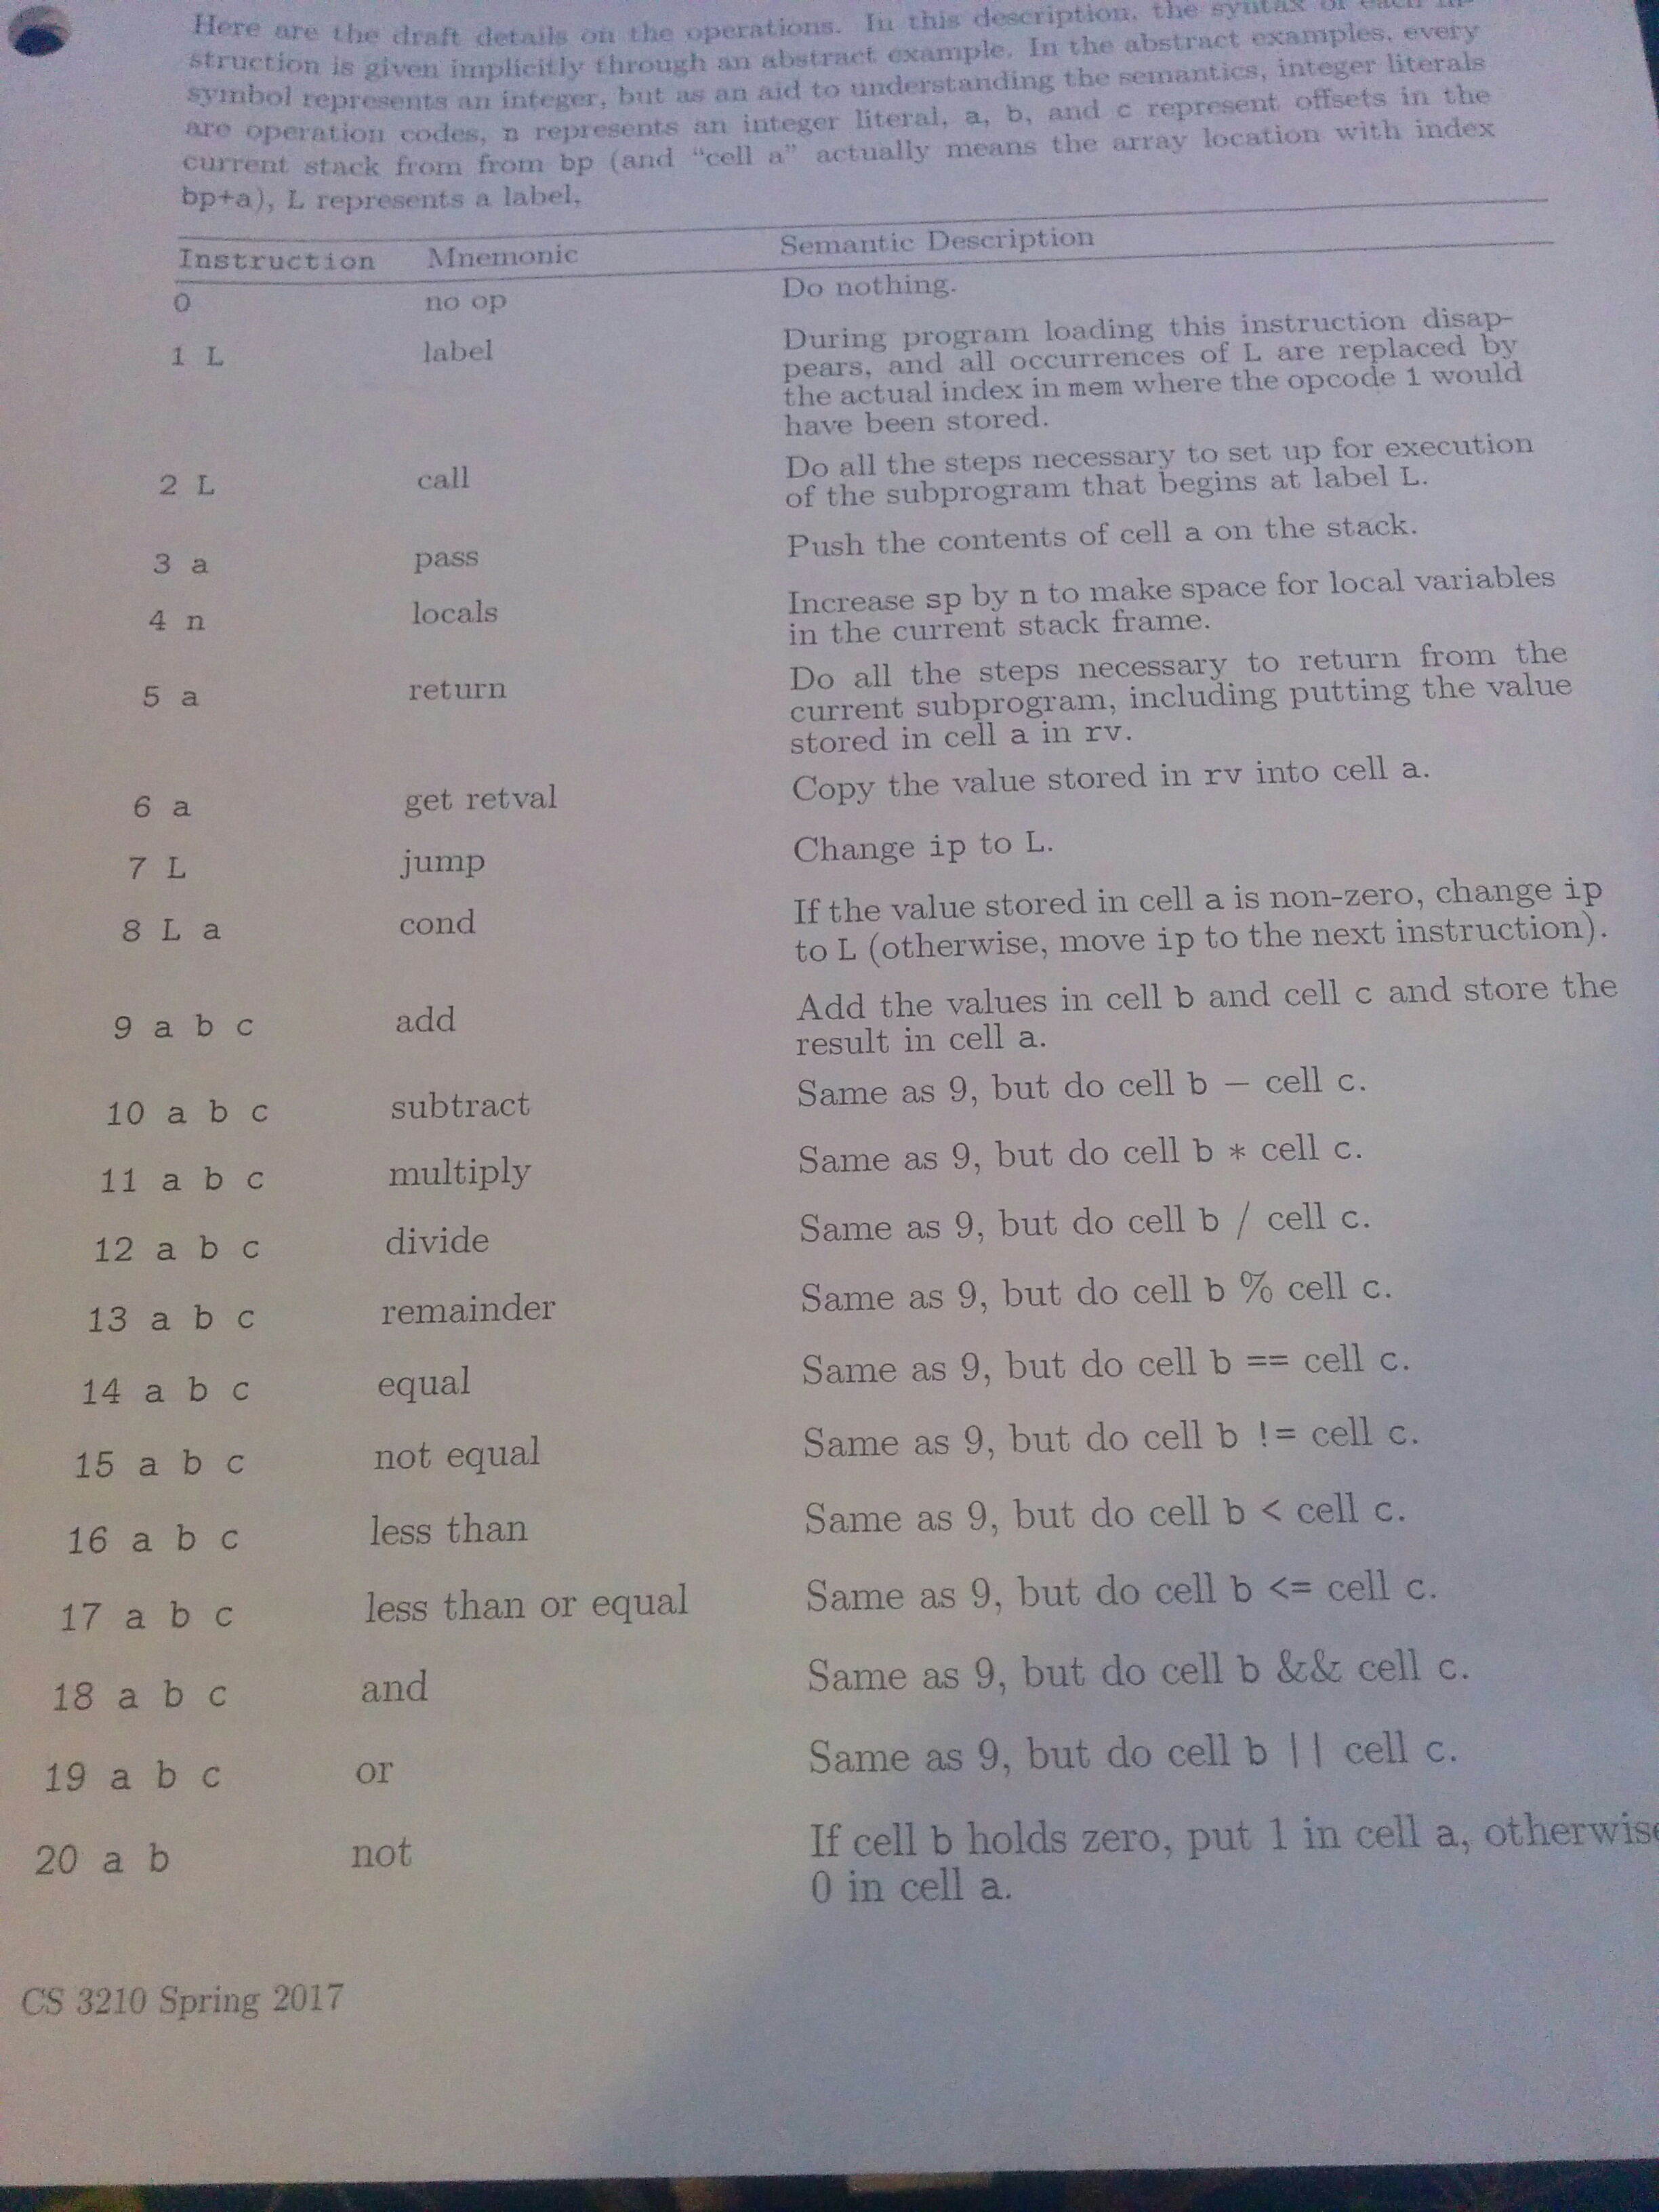 Here are the draft details on the operations. In this description, the syntax of each in-
struction is given implicitly through an abstract example. In the abstract examples, every
symbol represents an integer, but as an aid to understanding the semantics, integer literals
are operation codes, n represents an integer literal, a, b, and c represent offsets in the
current stack from from bp (and “cell a” actually means the array location with index
bp+a), L represents a label,
Instruction Mnemonic Semantic Description
0 no op Do nothing.
1 L label During program loading this instruction disap-
pears, and all occurrences of L are replaced by
the actual index in mem where the opcode 1 would
have been stored.
2 L call Do all the steps necessary to set up for execution
of the subprogram that begins at label L.
3 a pass Push the contents of cell a on the stack.
4 n locals Increase sp by n to make space for local variables
in the current stack frame.
5 a return Do all the steps necessary to return from the
current subprogram, including putting the value
stored in cell a in rv.
6 a get retval Copy the value stored in rv into cell a.
7 L jump Change ip to L.
8 L a cond If the value stored in cell a is non-zero, change ip
to L (otherwise, move ip to the next instruction).
9 a b c add Add the values in cell b and cell c and store the
result in cell a.
10 a b c subtract Same as 9, but do cell b − cell c.
11 a b c multiply Same as 9, but do cell b * cell c.
12 a b c divide Same as 9, but do cell b / cell c.
13 a b c remainder Same as 9, but do cell b % cell c.
14 a b c equal Same as 9, but do cell b == cell c.
15 a b c not equal Same as 9, but do cell b != cell c.
16 a b c less than Same as 9, but do cell b < cell c.
17 a b c less than or equal Same as 9, but do cell b <= cell c.
18 a b c and Same as 9, but do cell b && cell c.
19 a b c or Same as 9, but do cell b || cell c.
20 a b not If cell b holds zero, put 1 in cell a, otherwise
0 in cell a.
CS 3210 Spring 2017